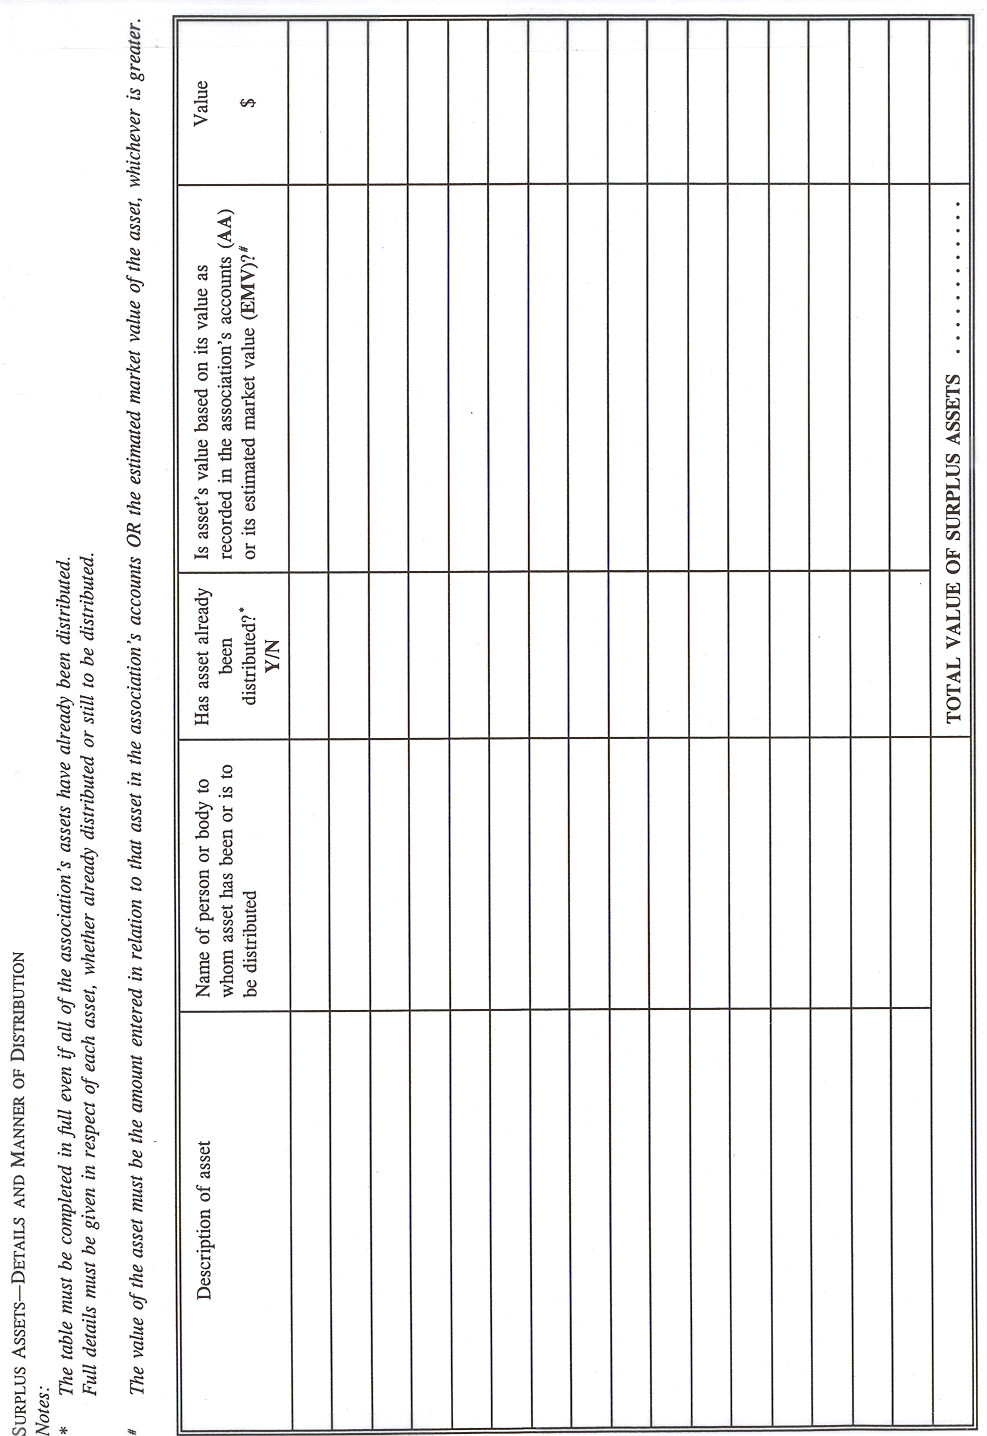 SURPLUS ASSETS—DETAILS AND MANNER OF DISTRIBUTION
Notes:
* The table must be completed in full even if all of the association's assets have already been distributed.
Full details must be given in respect of each asset, whether already distributed or still to be distributed.
# The value of the asset must be the amount entered in relation to that asset in the association's accounts OR the estimated market value of the asset, whichever is greater.
Description of asset
Name of person or body to
whom asset has been or is to
be distributed
Has asset already
been
distributed?*
Y/N
Is asset's value based on its value as
recorded in the association's accounts (AA)
or its estimated market value (EMV)?#
Value
$
TOTAL VALUE OF SURPLUS ASSETS . . . . . . . . . . . . .